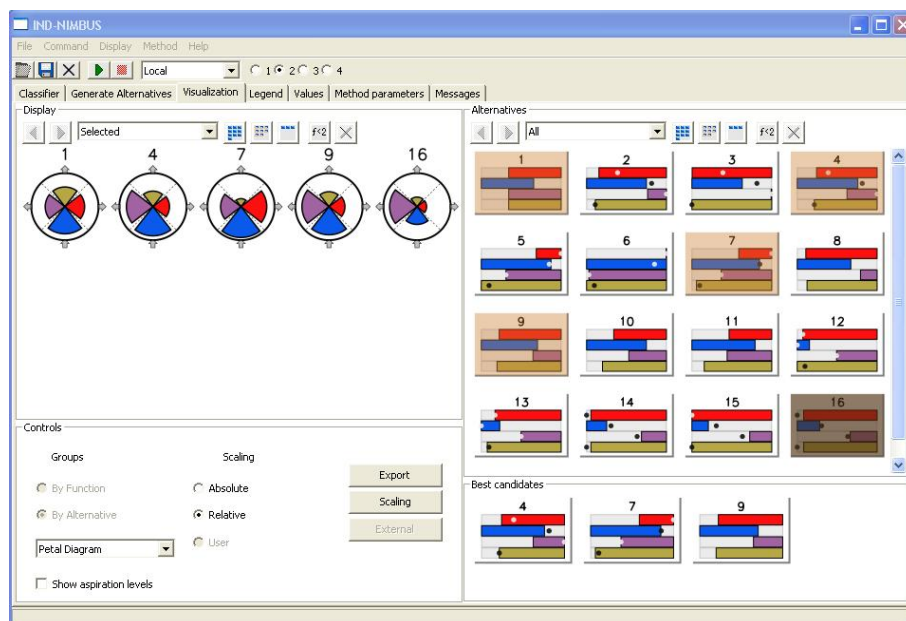 IND-NIMBUS
File Command Display Method Help
Local 1 2 3 4
Classifier Generate Alternatives Visualization Legend Values Method parameters Messages
Display
Selected f<2
1 4 7 9 16
Alternatives
All f<2
1 2 3 4
5 6 7 8
9 10 11 12
13 14 15 16
Controls
Groups Scaling
By Function Absolute
By Alternative Relative
Petal Diagram User
Show aspiration levels
Export
Scaling
External
Best candidates
4 7 9